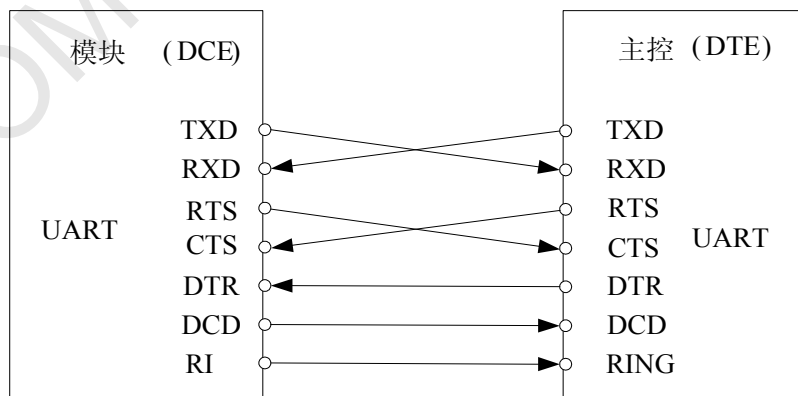 模块 (DCE)
主控 (DTE)
TXD
TXD
RXD
RXD
RTS
RTS
UART
UART
CTS
CTS
DTR
DTR
DCD
DCD
RI
RING